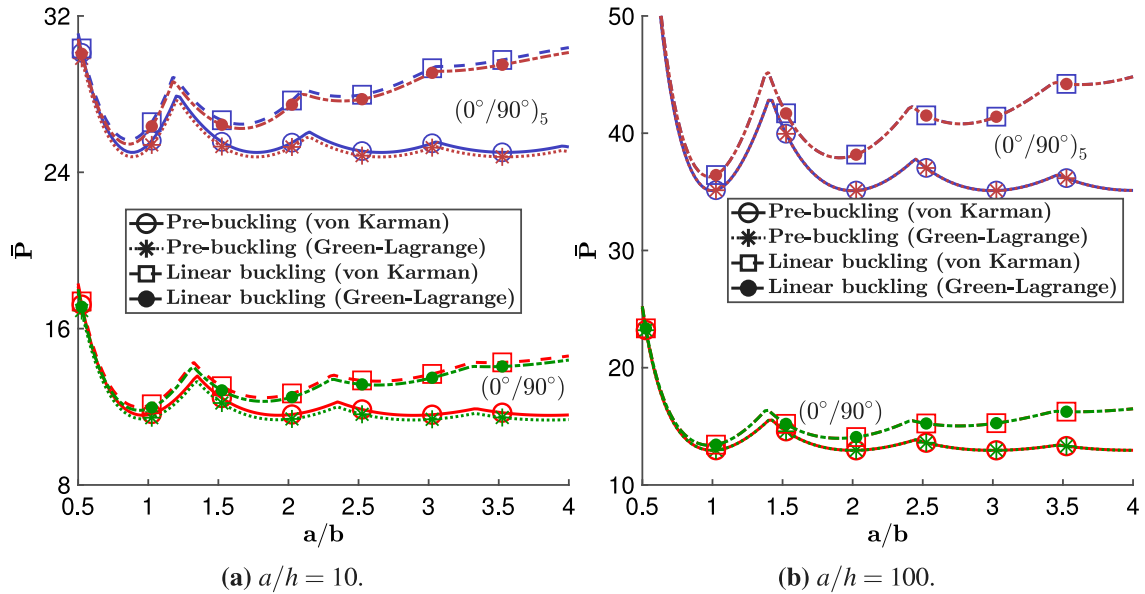 32
24
16
8
P̄
0.5 1 1.5 2 2.5 3 3.5 4
a/b
(0°/90°)₅
Pre-buckling (von Karman)
Pre-buckling (Green-Lagrange)
Linear buckling (von Karman)
Linear buckling (Green-Lagrange)
(0°/90°)
(a) a/h = 10.
50
40
30
20
10
P̄
0.5 1 1.5 2 2.5 3 3.5 4
a/b
(0°/90°)₅
Pre-buckling (von Karman)
Pre-buckling (Green-Lagrange)
Linear buckling (von Karman)
Linear buckling (Green-Lagrange)
(0°/90°)
(b) a/h = 100.